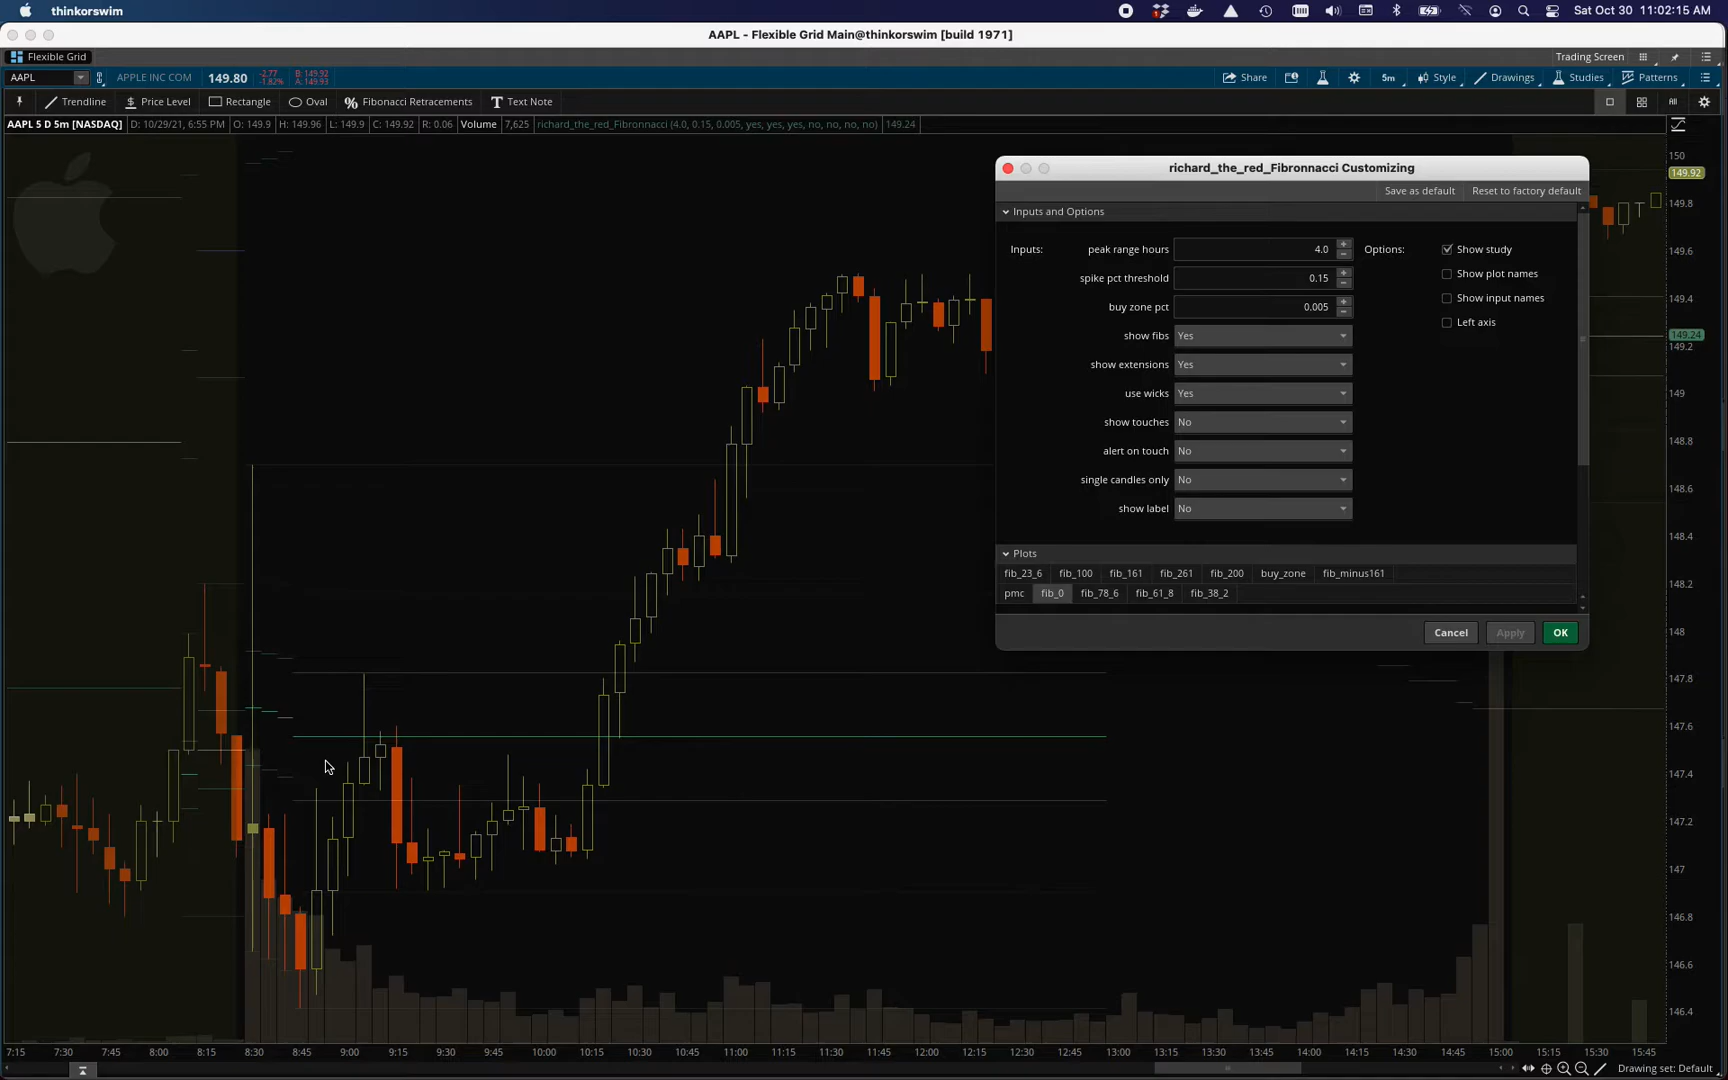 thinkorswim
Sat Oct 30 11:02:15 AM
AAPL - Flexible Grid Main@thinkorswim [build 1971]
Flexible Grid
Trading Screen
AAPL
APPLE INC COM
149.80
-2.77
-1.82%
B: 149.92
A: 149.93
Share
5m
Style
Drawings
Studies
Patterns
Trendline
Price Level
Rectangle
Oval
% Fibonacci Retracements
T Text Note
All
AAPL 5 D 5m [NASDAQ]
D: 10/29/21, 6:55 PM
O: 149.9
H: 149.96
L: 149.9
C: 149.92
R: 0.06
Volume
7,625
richard_the_red_Fibronnacci (4.0, 0.15, 0.005, yes, yes, yes, no, no, no, no)
149.24
richard_the_red_Fibronnacci Customizing
Save as default
Reset to factory default
Inputs and Options
Inputs:
peak range hours
4.0
spike pct threshold
0.15
buy zone pct
0.005
show fibs
Yes
show extensions
Yes
use wicks
Yes
show touches
No
alert on touch
No
single candles only
No
show label
No
Options:
Show study
Show plot names
Show input names
Left axis
Plots
fib_23_6
fib_100
fib_161
fib_261
fib_200
buy_zone
fib_minus161
pmc
fib_0
fib_78_6
fib_61_8
fib_38_2
Cancel
Apply
OK
150
149.92
149.8
149.6
149.4
149.24
149.2
149
148.8
148.6
148.4
148.2
148
147.8
147.6
147.4
147.2
147
146.8
146.6
146.4
7:15
7:30
7:45
8:00
8:15
8:30
8:45
9:00
9:15
9:30
9:45
10:00
10:15
10:30
10:45
11:00
11:15
11:30
11:45
12:00
12:15
12:30
12:45
13:00
13:15
13:30
13:45
14:00
14:15
14:30
14:45
15:00
15:15
15:30
15:45
Drawing set: Default